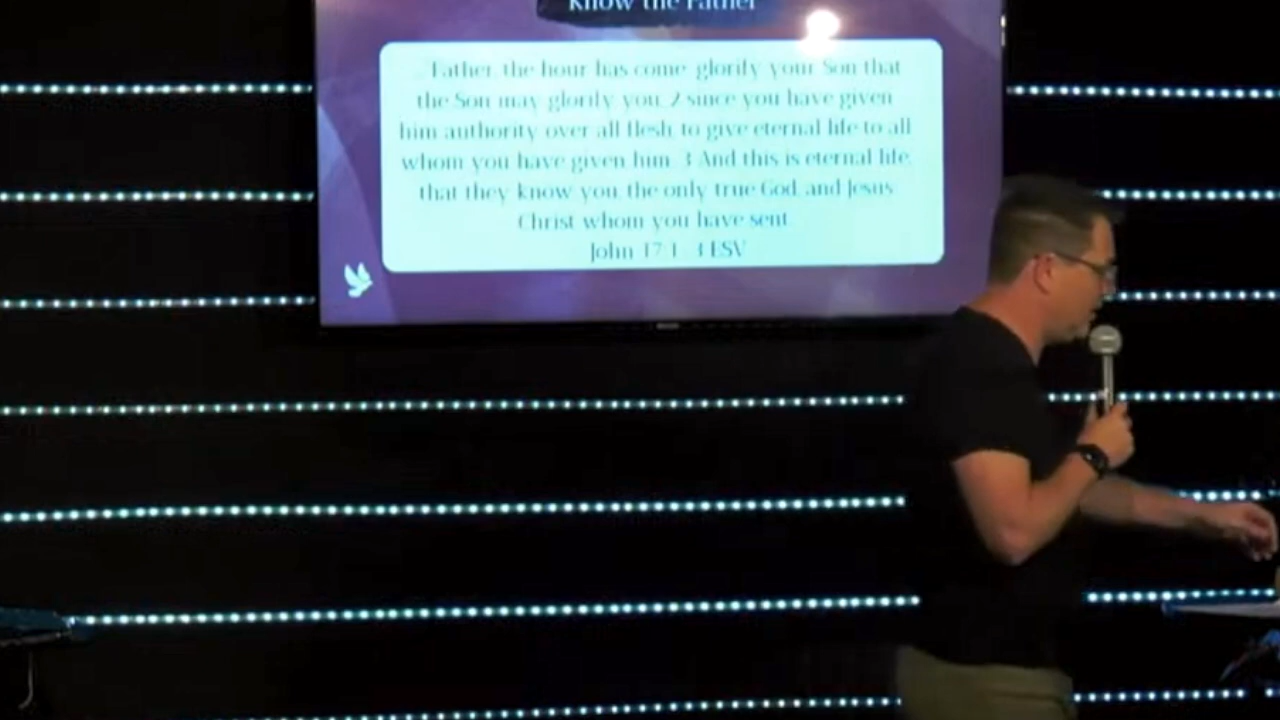 Know the Father
Father, the hour has come glorify your Son that
the Son may glorify you, 2 since you have given
him authority over all flesh, to give eternal life to all
whom you have given him. 3 And this is eternal life,
that they know you, the only true God, and Jesus
Christ whom you have sent
John 17:1-3 ESV